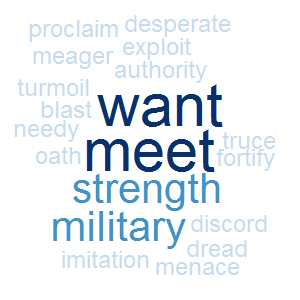 proclaim desperate
meager exploit
authority
turmoil
blast want
needy
meet truce
oath fortify
strength
military discord
dread
imitation menace